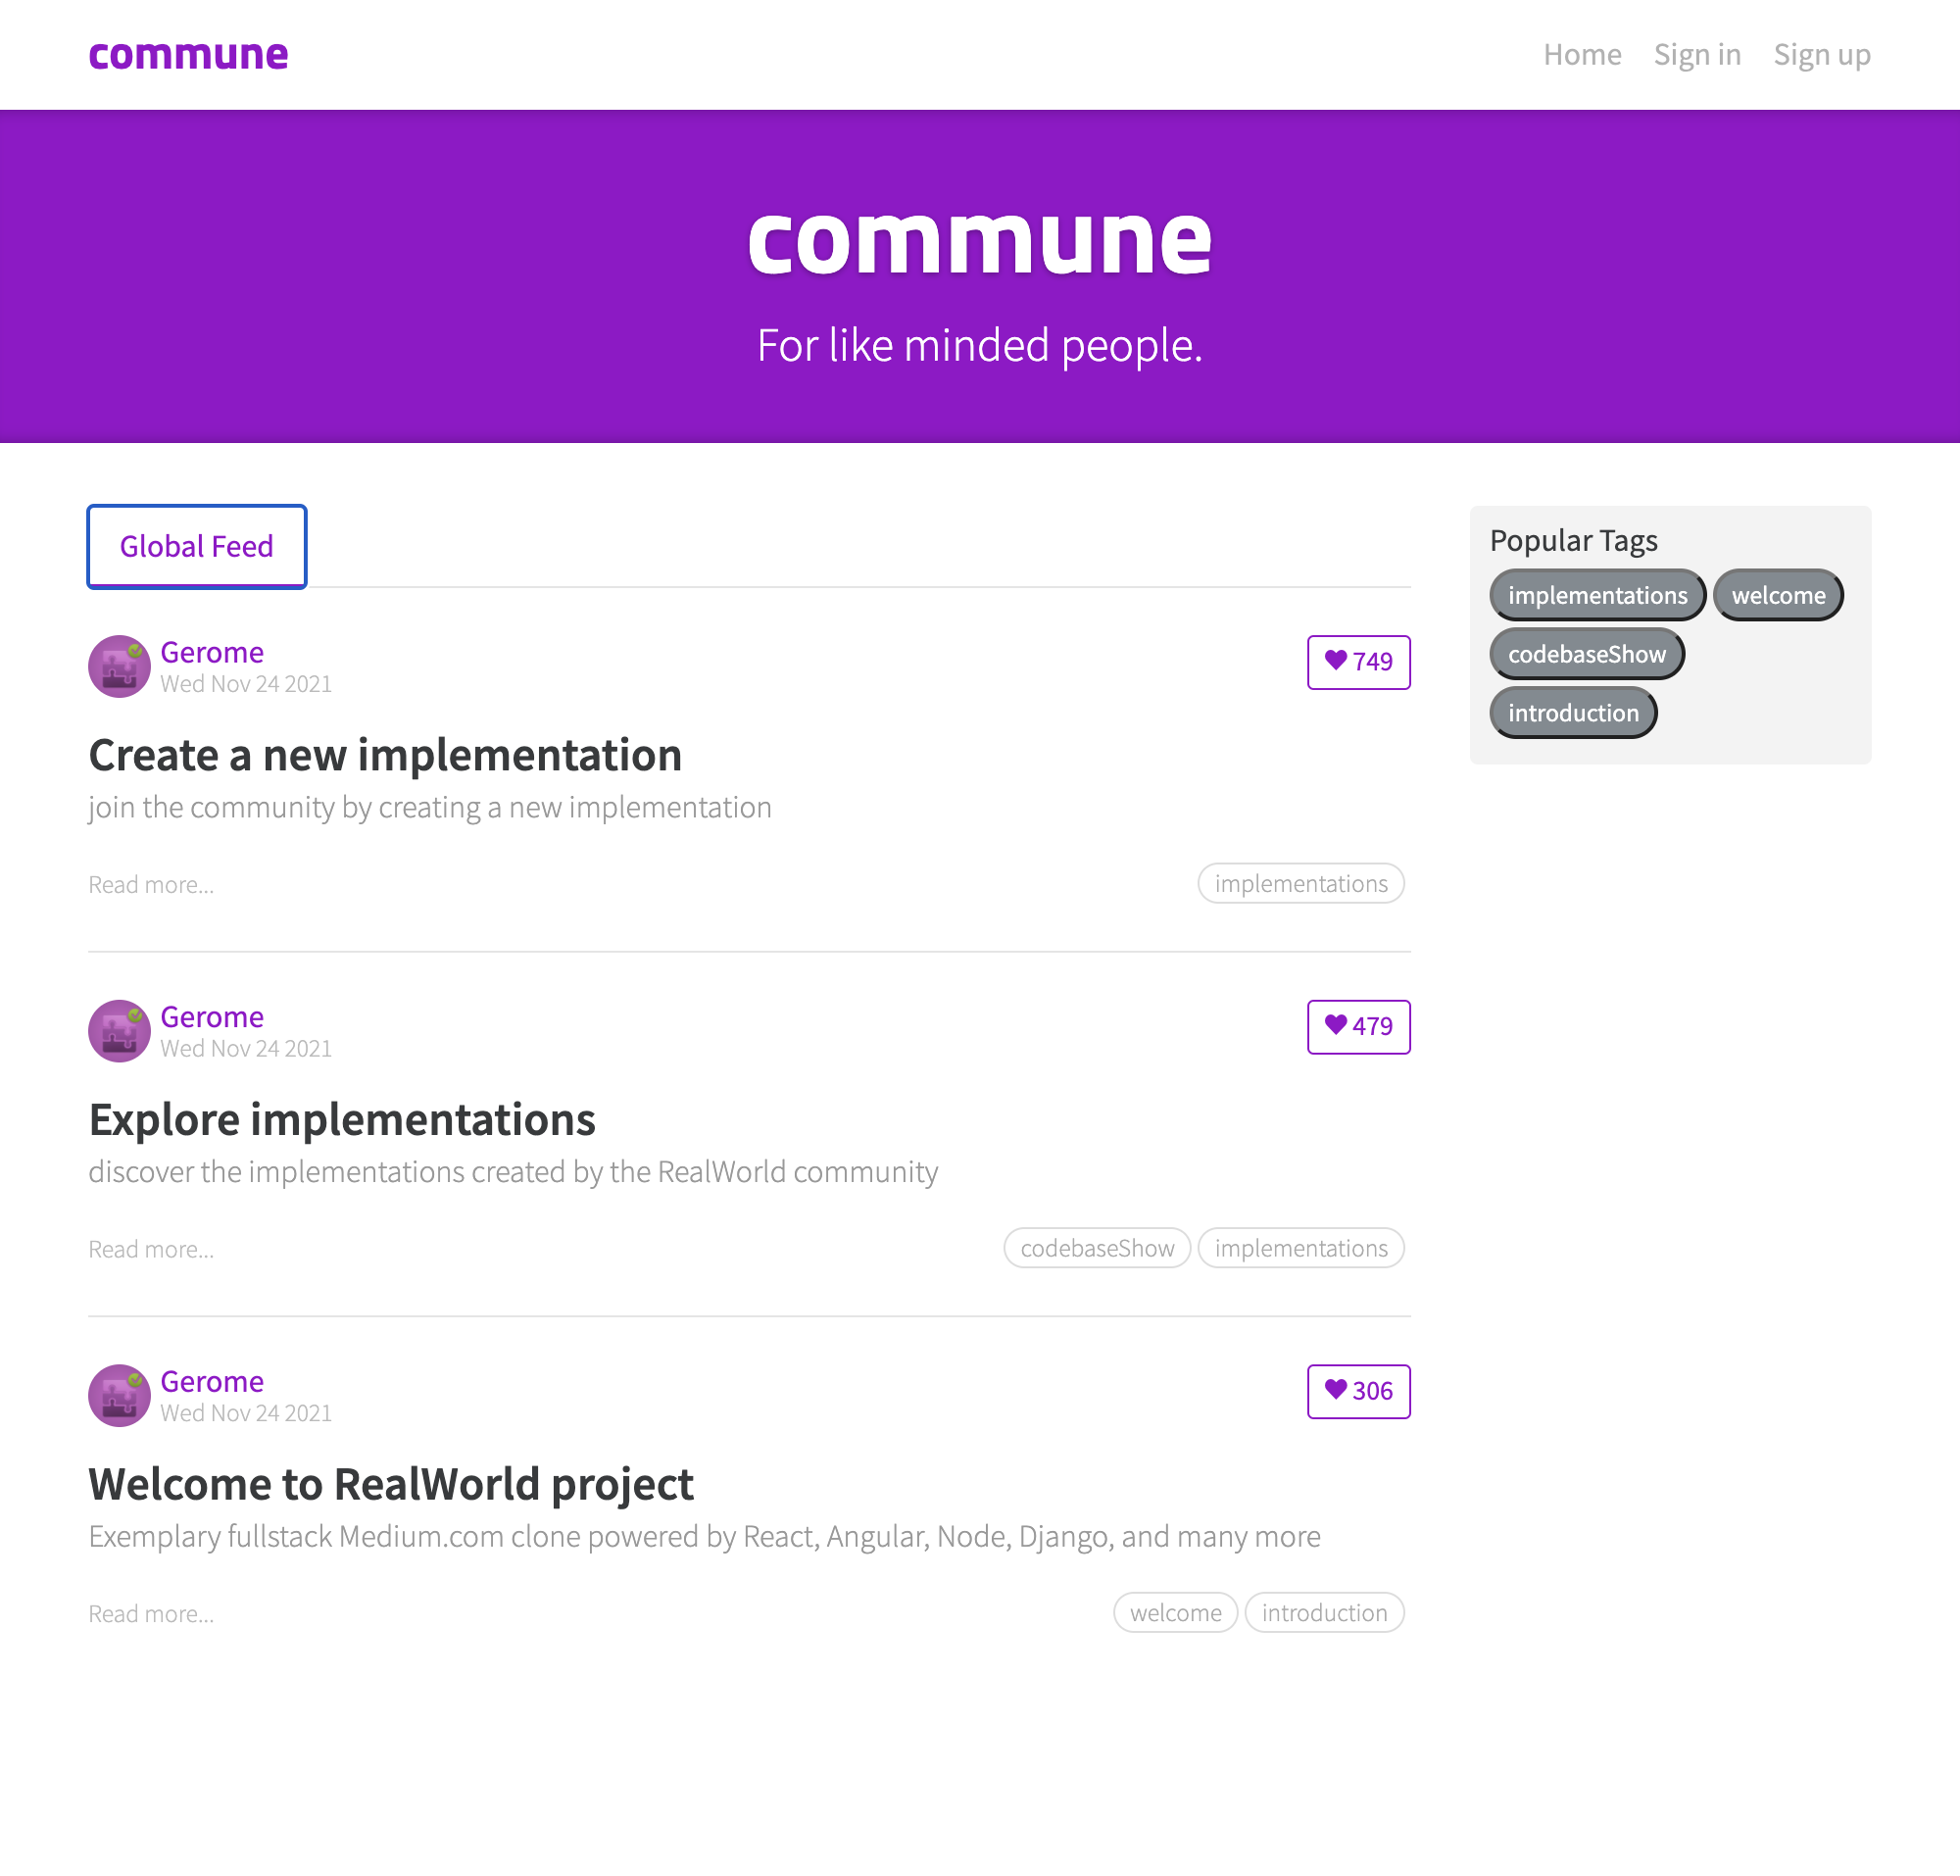 commune
Home Sign in Sign up
commune
For like minded people.
Global Feed
Gerome
Wed Nov 24 2021
749
Create a new implementation
join the community by creating a new implementation
Read more...
implementations
Gerome
Wed Nov 24 2021
479
Explore implementations
discover the implementations created by the RealWorld community
Read more...
codebaseShow implementations
Gerome
Wed Nov 24 2021
306
Welcome to RealWorld project
Exemplary fullstack Medium.com clone powered by React, Angular, Node, Django, and many more
Read more...
welcome introduction
Popular Tags
implementations welcome
codebaseShow
introduction